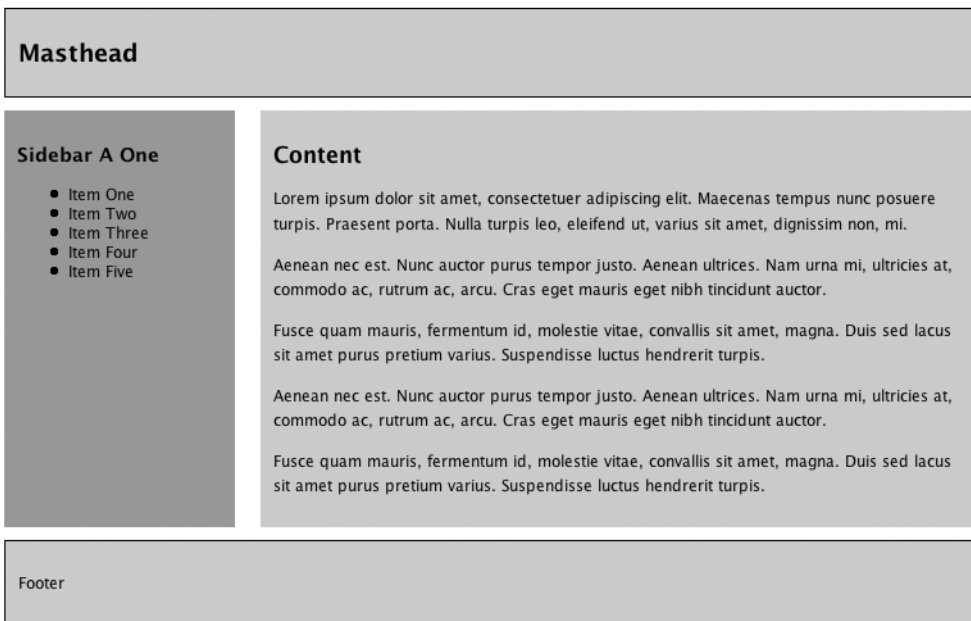 Masthead
Sidebar A One
Item One
Item Two
Item Three
Item Four
Item Five
Content
Lorem ipsum dolor sit amet, consectetuer adipiscing elit. Maecenas tempus nunc posuere
turpis. Praesent porta. Nulla turpis leo, eleifend ut, varius sit amet, dignissim non, mi.
Aenean nec est. Nunc auctor purus tempor justo. Aenean ultrices. Nam urna mi, ultricies at,
commodo ac, rutrum ac, arcu. Cras eget mauris eget nibh tincidunt auctor.
Fusce quam mauris, fermentum id, molestie vitae, convallis sit amet, magna. Duis sed lacus
sit amet purus pretium varius. Suspendisse luctus hendrerit turpis.
Aenean nec est. Nunc auctor purus tempor justo. Aenean ultrices. Nam urna mi, ultricies at,
commodo ac, rutrum ac, arcu. Cras eget mauris eget nibh tincidunt auctor.
Fusce quam mauris, fermentum id, molestie vitae, convallis sit amet, magna. Duis sed lacus
sit amet purus pretium varius. Suspendisse luctus hendrerit turpis.
Footer